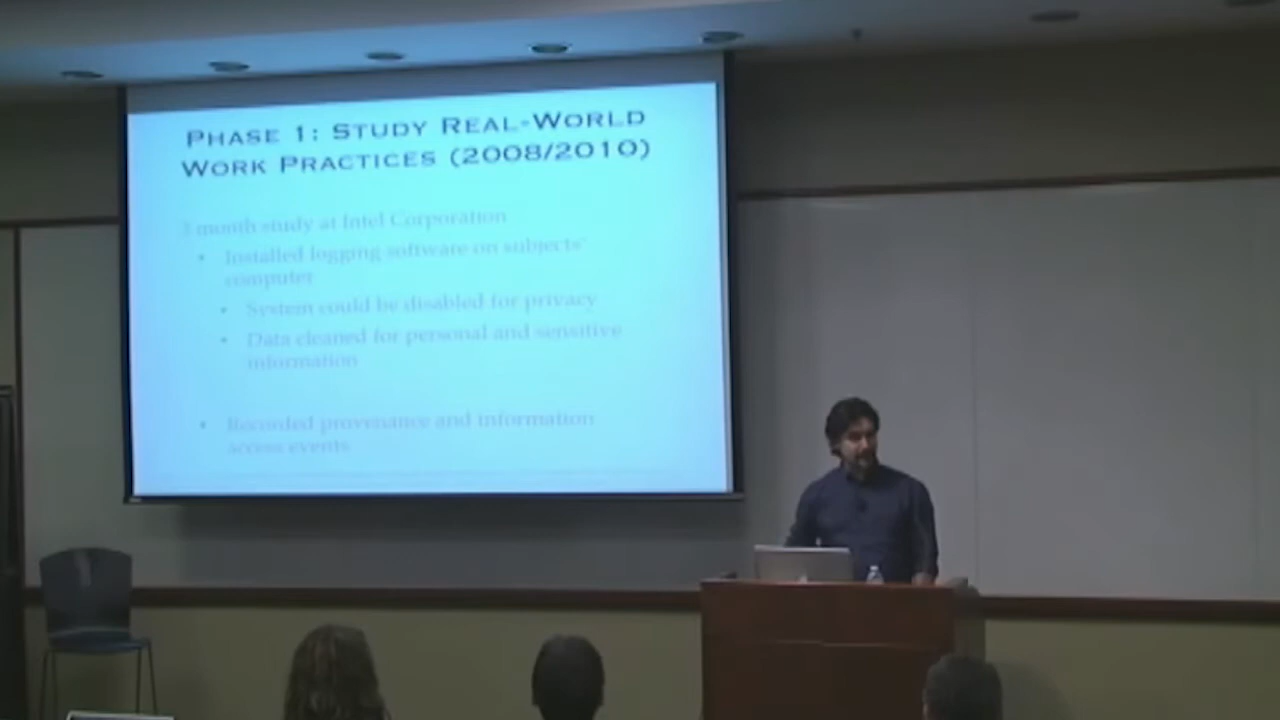 PHASE 1: STUDY REAL-WORLD
WORK PRACTICES (2008/2010)
month study at Intel Corporation
• Installed logging software on subjects'
computer
• System could be disabled for privacy
• Data cleaned for personal and sensitive
information
• Recorded provenance and information
access events